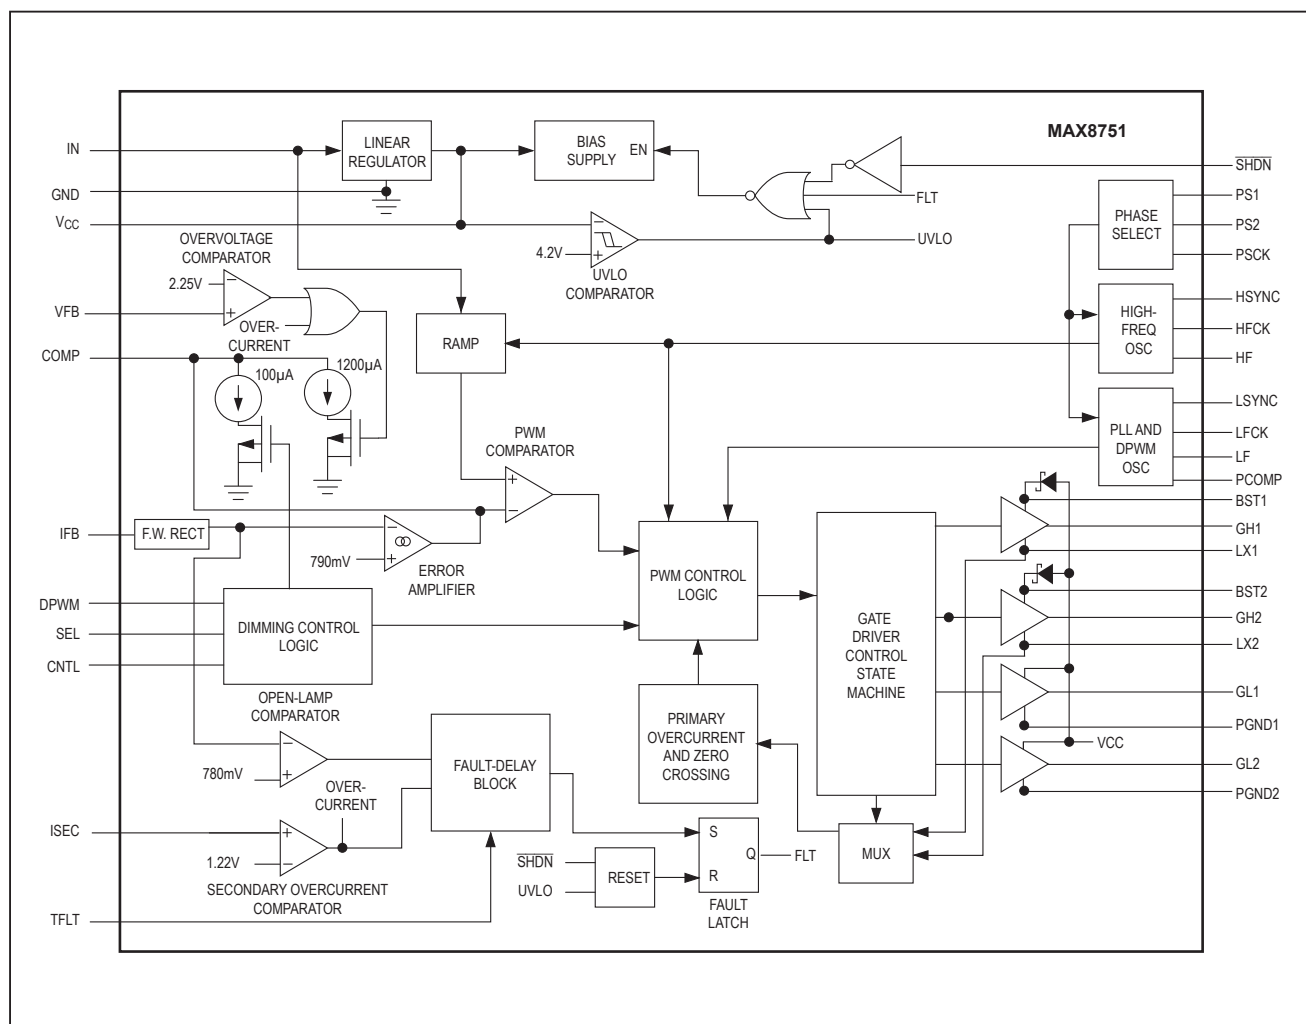 MAX8751
IN
GND
VCC
VFB
COMP
IFB
DPWM
SEL
CNTL
ISEC
TFLT
LINEAR
REGULATOR
BIAS
SUPPLY
EN
FLT
UVLO
4.2V
−
+
UVLO
COMPARATOR
OVERVOLTAGE
COMPARATOR
2.25V
−
+
OVER-
CURRENT
100µA
1200µA
RAMP
PWM
COMPARATOR
+
−
F.W. RECT
790mV
−
+
ERROR
AMPLIFIER
DIMMING CONTROL
LOGIC
OPEN-LAMP
COMPARATOR
780mV
−
+
OVER-
CURRENT
1.22V
+
−
SECONDARY OVERCURRENT
COMPARATOR
FAULT-DELAY
BLOCK
SHDN
UVLO
RESET
S
R
Q
FLT
FAULT
LATCH
PWM CONTROL
LOGIC
PRIMARY
OVERCURRENT
AND ZERO
CROSSING
GATE
DRIVER
CONTROL
STATE
MACHINE
MUX
VCC
PHASE
SELECT
HIGH-
FREQ
OSC
PLL AND
DPWM
OSC
SHDN
PS1
PS2
PSCK
HSYNC
HFCK
HF
LSYNC
LFCK
LF
PCOMP
BST1
GH1
LX1
BST2
GH2
LX2
GL1
PGND1
GL2
PGND2